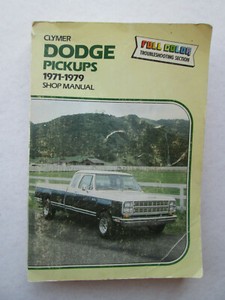 CLYMER
DODGE
PICKUPS
1971-1979
SHOP MANUAL
FULL COLOR
TROUBLESHOOTING SECTION